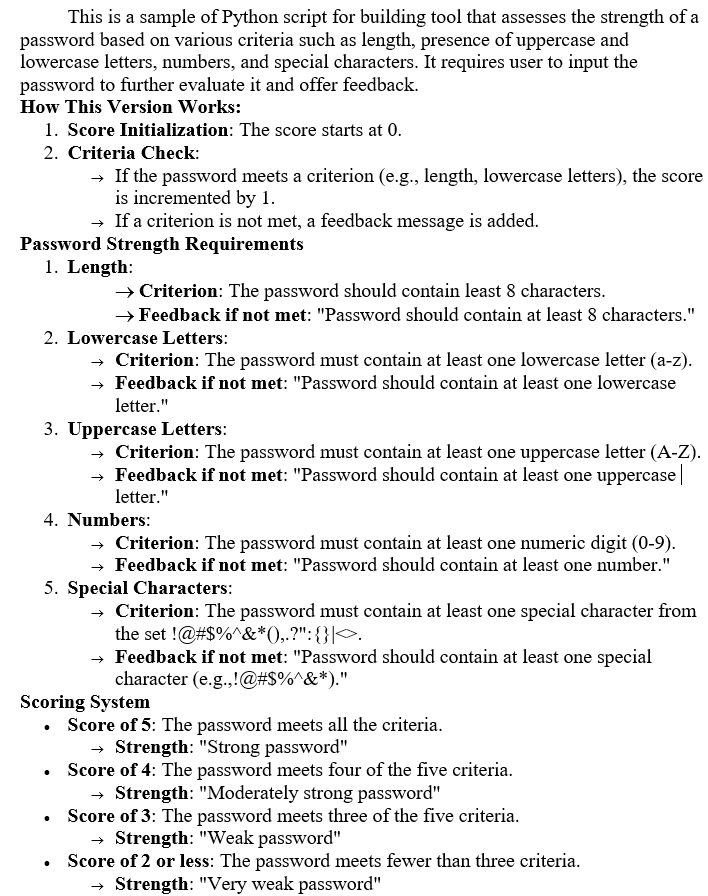 This is a sample of Python script for building tool that assesses the strength of a
password based on various criteria such as length, presence of uppercase and
lowercase letters, numbers, and special characters. It requires user to input the
password to further evaluate it and offer feedback.
How This Version Works:
1. Score Initialization: The score starts at 0.
2. Criteria Check:
→ If the password meets a criterion (e.g., length, lowercase letters), the score
is incremented by 1.
→ If a criterion is not met, a feedback message is added.
Password Strength Requirements
1. Length:
→ Criterion: The password should contain least 8 characters.
→ Feedback if not met: "Password should contain at least 8 characters."
2. Lowercase Letters:
→ Criterion: The password must contain at least one lowercase letter (a-z).
→ Feedback if not met: "Password should contain at least one lowercase
letter."
3. Uppercase Letters:
→ Criterion: The password must contain at least one uppercase letter (A-Z).
→ Feedback if not met: "Password should contain at least one uppercase
letter."
4. Numbers:
→ Criterion: The password must contain at least one numeric digit (0-9).
→ Feedback if not met: "Password should contain at least one number."
5. Special Characters:
→ Criterion: The password must contain at least one special character from
the set !@#$%^&*(),.?":{}|<>.
→ Feedback if not met: "Password should contain at least one special
character (e.g.,!@#$%^&*)."
Scoring System
• Score of 5: The password meets all the criteria.
→ Strength: "Strong password"
• Score of 4: The password meets four of the five criteria.
→ Strength: "Moderately strong password"
• Score of 3: The password meets three of the five criteria.
→ Strength: "Weak password"
• Score of 2 or less: The password meets fewer than three criteria.
→ Strength: "Very weak password"